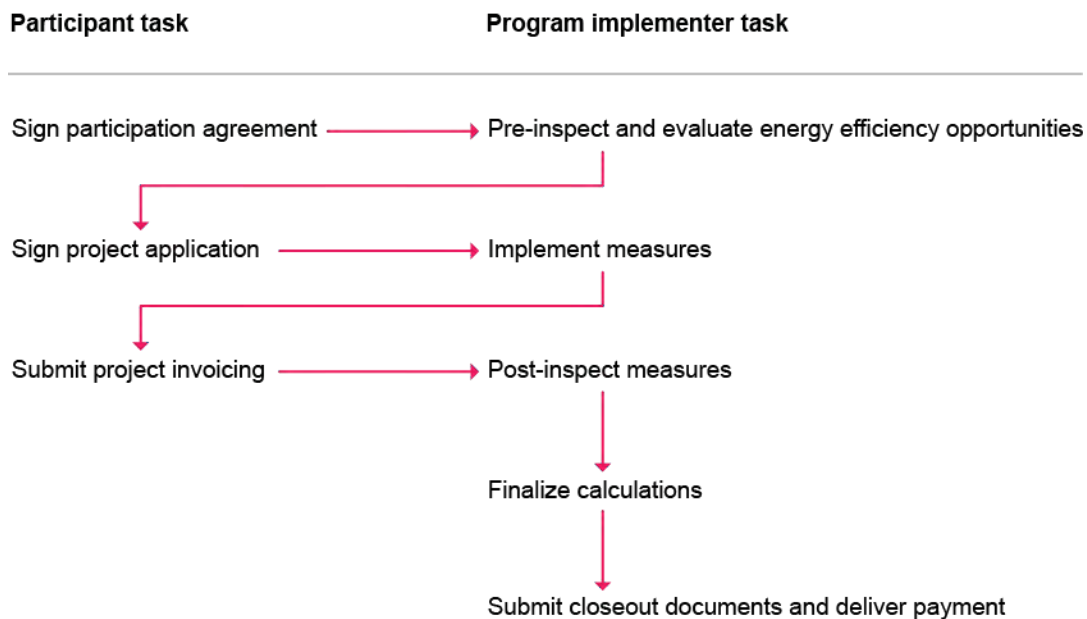 Participant task
Program implementer task
Sign participation agreement
Pre-inspect and evaluate energy efficiency opportunities
Sign project application
Implement measures
Submit project invoicing
Post-inspect measures
Finalize calculations
Submit closeout documents and deliver payment